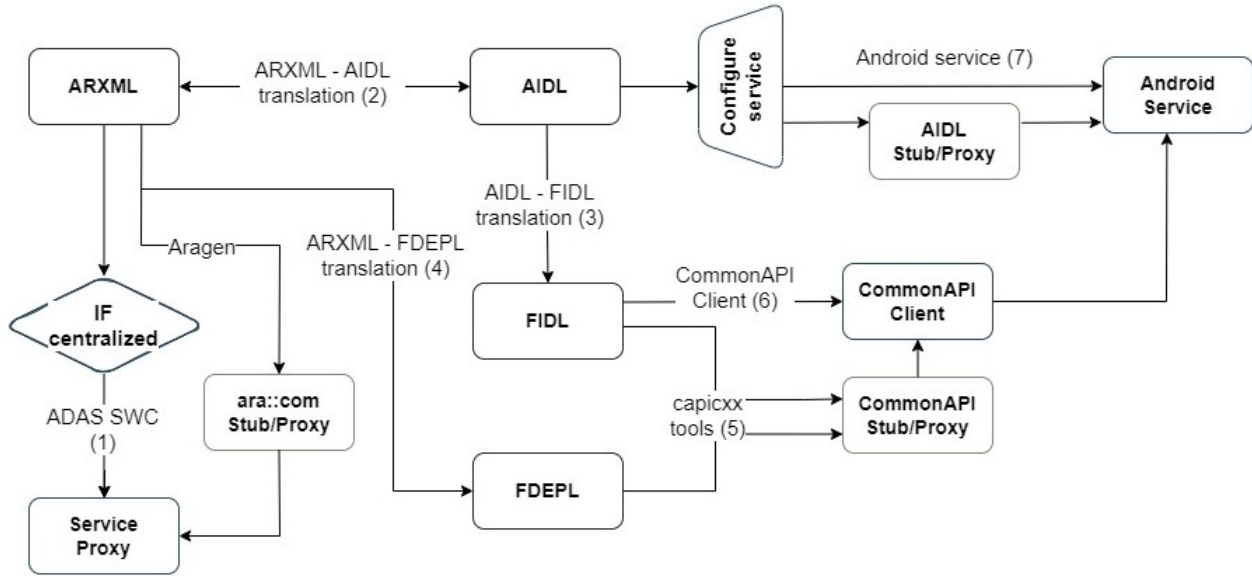 ARXML
ARXML - AIDL
translation (2)
AIDL
Configure
service
Android service (7)
Android
Service
AIDL
Stub/Proxy
AIDL - FIDL
translation (3)
Aragen
ARXML - FDEPL
translation (4)
IF
centralized
FIDL
CommonAPI
Client (6)
CommonAPI
Client
ADAS SWC
(1)
ara::com
Stub/Proxy
capicxx
tools (5)
CommonAPI
Stub/Proxy
Service
Proxy
FDEPL